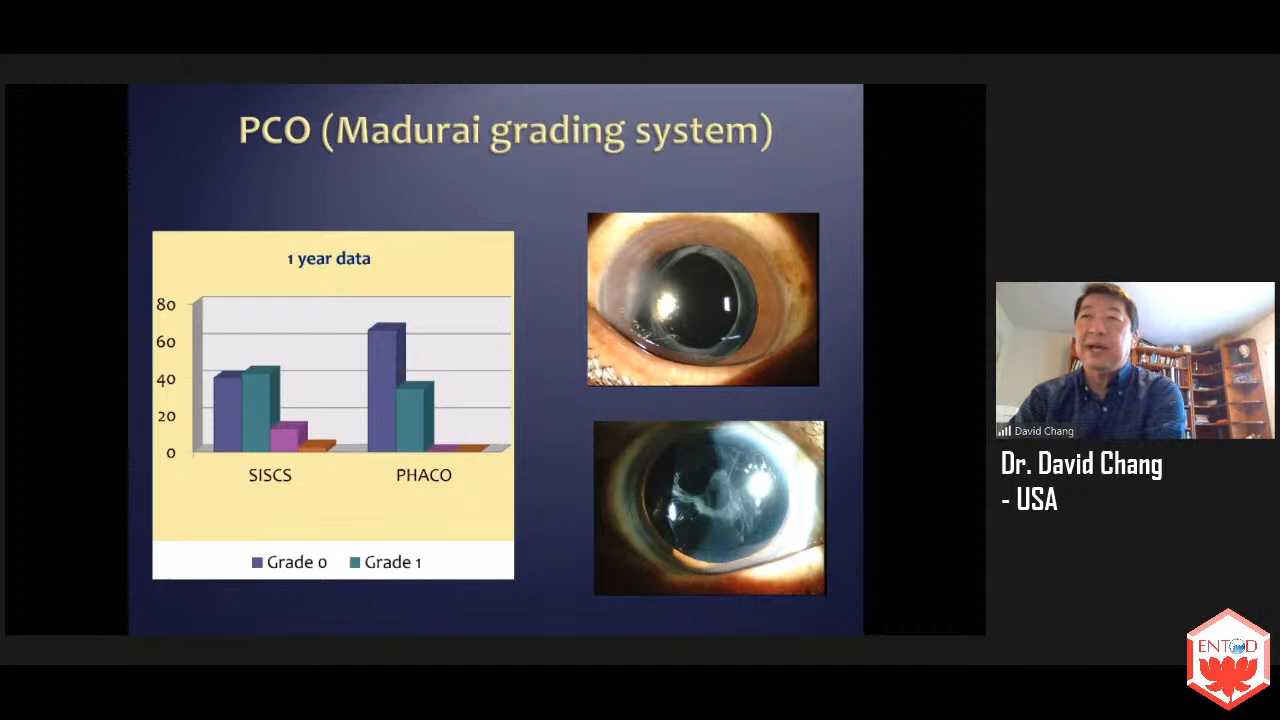 PCO (Madurai grading system)
1 year data
80
60
40
20
0
SISCS PHACO
Grade 0 Grade 1
David Chang
Dr. David Chang
- USA
ENTOD